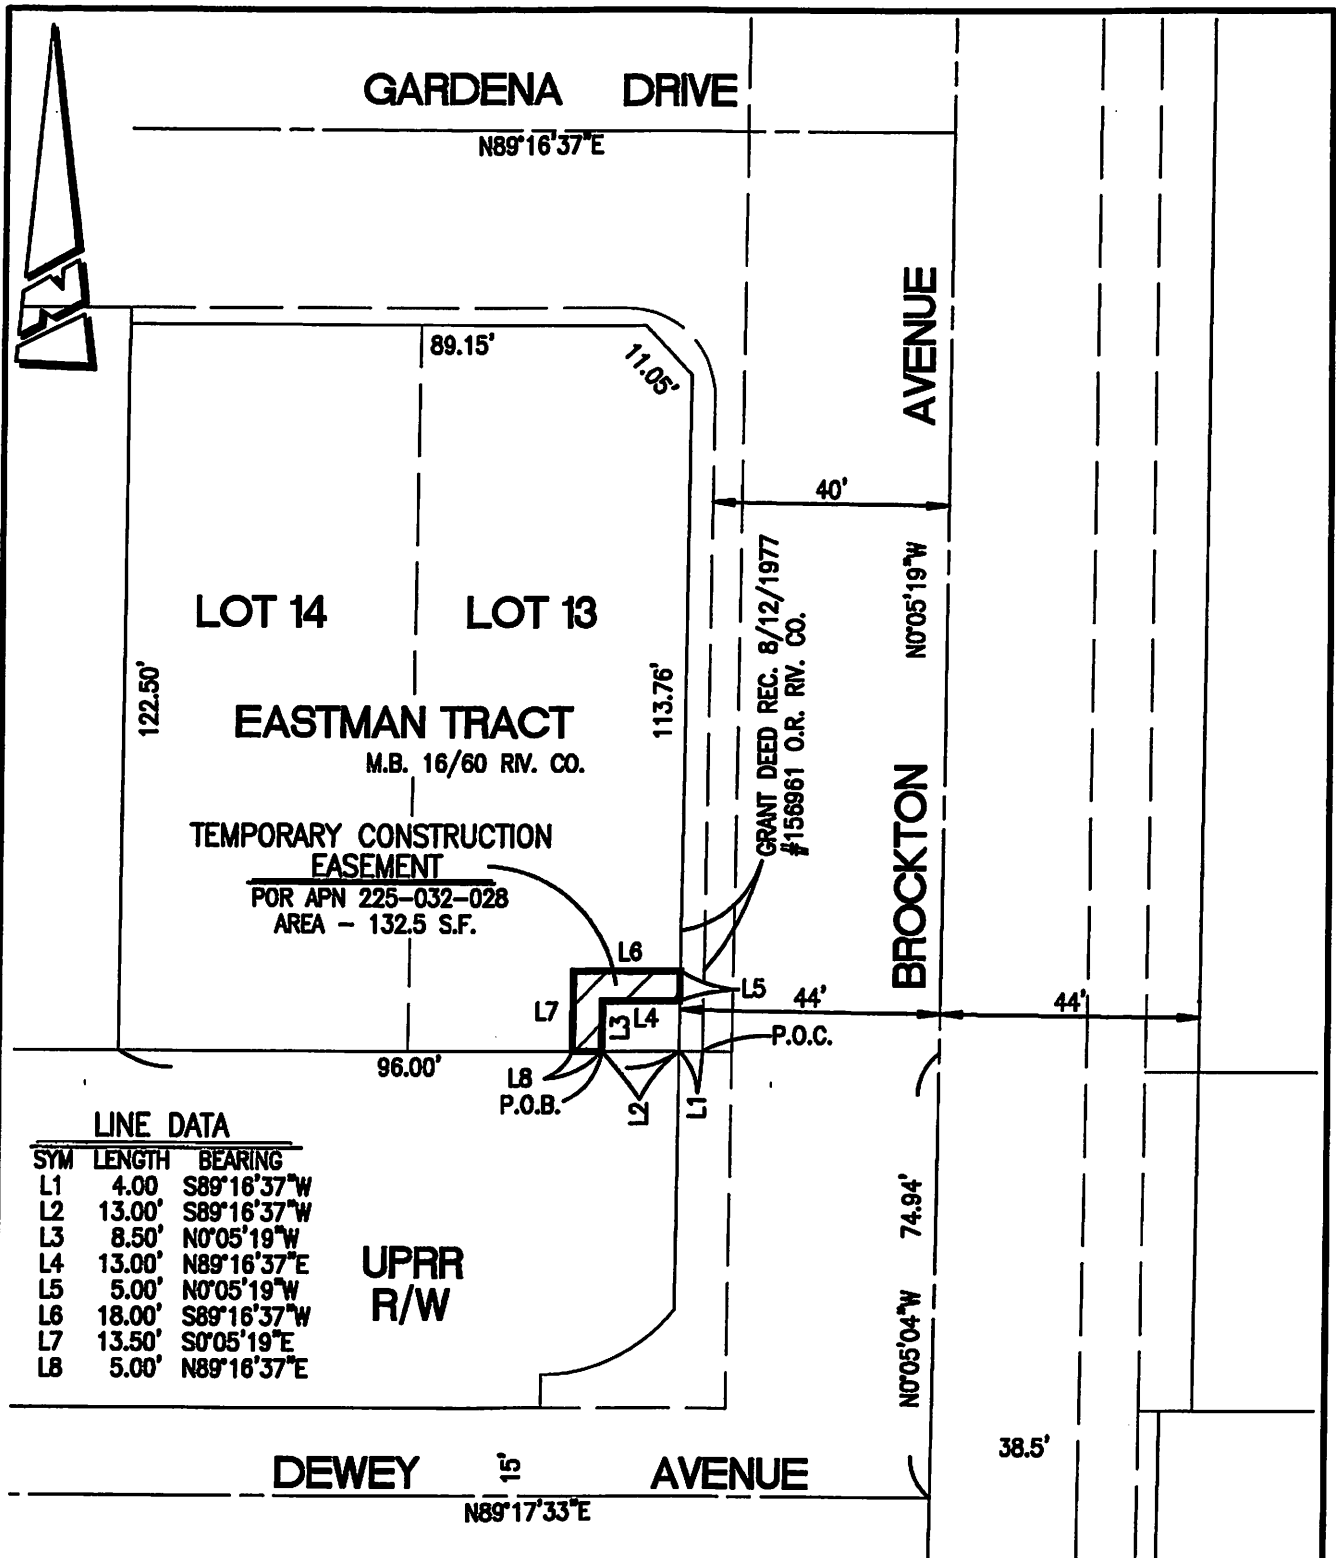 GARDENA DRIVE
N89°16'37"E
N
89.15'
11.05'
AVENUE
40'
N0°05'19"W
GRANT DEED REC. 8/12/1977
#156961 O.R. RIV. CO.
LOT 14
LOT 13
122.50'
113.76'
EASTMAN TRACT
M.B. 16/60 RIV. CO.
BROCKTON
TEMPORARY CONSTRUCTION
EASEMENT
POR APN 225-032-028
AREA - 132.5 S.F.
L6
L5
L7
L3
L4
44'
44'
P.O.C.
96.00'
L8
P.O.B.
L2
L1
LINE DATA
SYM LENGTH BEARING
L1 4.00 S89°16'37"W
L2 13.00' S89°16'37"W
L3 8.50' N0°05'19"W
L4 13.00' N89°16'37"E
L5 5.00' N0°05'19"W
L6 18.00' S89°16'37"W
L7 13.50' S0°05'19"E
L8 5.00' N89°16'37"E
UPRR
R/W
N0°05'04"W 74.94'
38.5'
DEWEY 15' AVENUE
N89°17'33"E